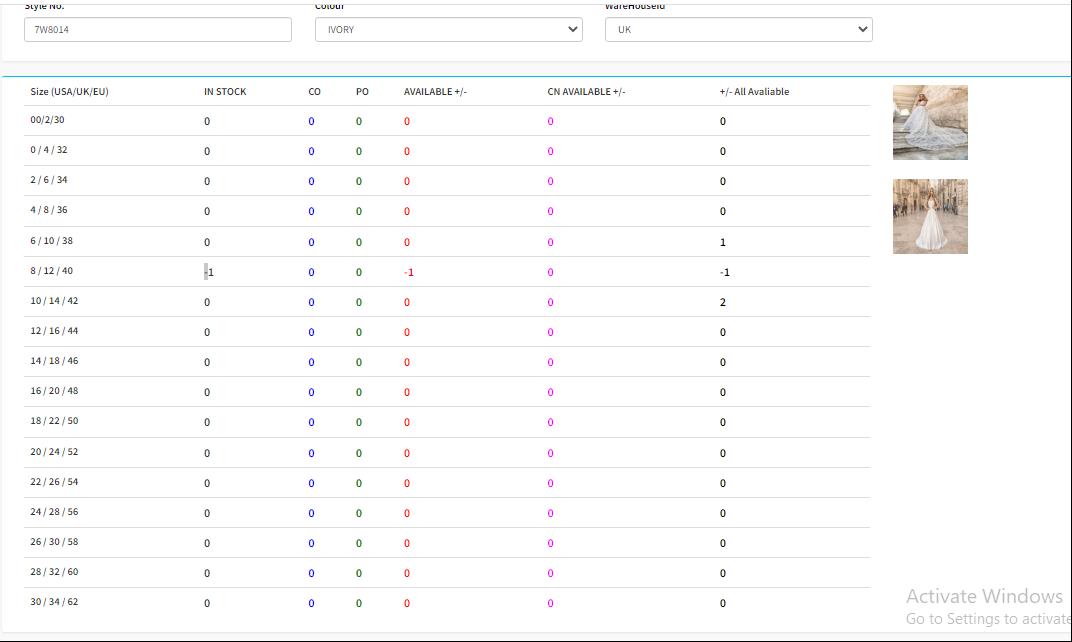 Style No. Colour WareHouseId
7W8014 IVORY UK
Size (USA/UK/EU) IN STOCK CO PO AVAILABLE +/- CN AVAILABLE +/- +/- All Avaliable
00/2/30 0 0 0 0 0 0
0 / 4 / 32 0 0 0 0 0 0
2 / 6 / 34 0 0 0 0 0 0
4 / 8 / 36 0 0 0 0 0 0
6 / 10 / 38 0 0 0 0 0 1
8 / 12 / 40 -1 0 0 -1 0 -1
10 / 14 / 42 0 0 0 0 0 2
12 / 16 / 44 0 0 0 0 0 0
14 / 18 / 46 0 0 0 0 0 0
16 / 20 / 48 0 0 0 0 0 0
18 / 22 / 50 0 0 0 0 0 0
20 / 24 / 52 0 0 0 0 0 0
22 / 26 / 54 0 0 0 0 0 0
24 / 28 / 56 0 0 0 0 0 0
26 / 30 / 58 0 0 0 0 0 0
28 / 32 / 60 0 0 0 0 0 0
30 / 34 / 62 0 0 0 0 0 0
Activate Windows
Go to Settings to activate